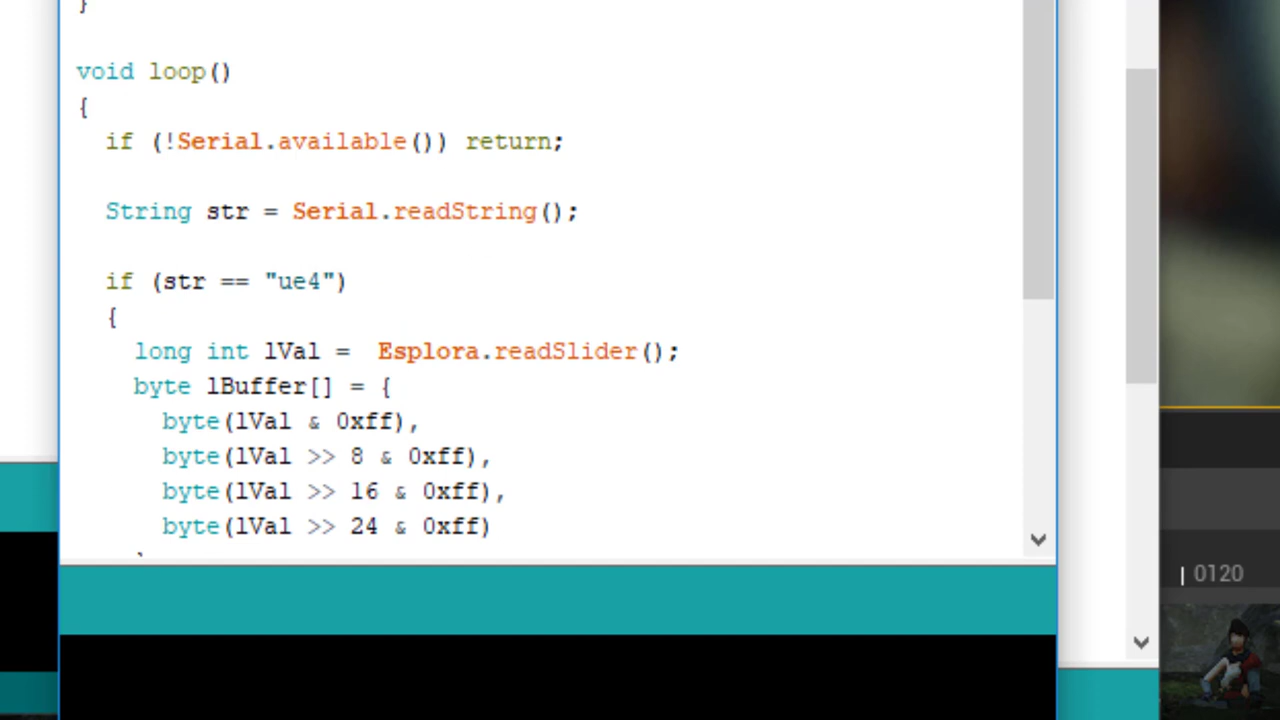 }
void loop()
{
if (!Serial.available()) return;
String str = Serial.readString();
if (str == "ue4")
{
long int lVal =  Esplora.readSlider();
byte lBuffer[] = {
byte(lVal & 0xff),
byte(lVal >> 8 & 0xff),
byte(lVal >> 16 & 0xff),
byte(lVal >> 24 & 0xff)
| 0120